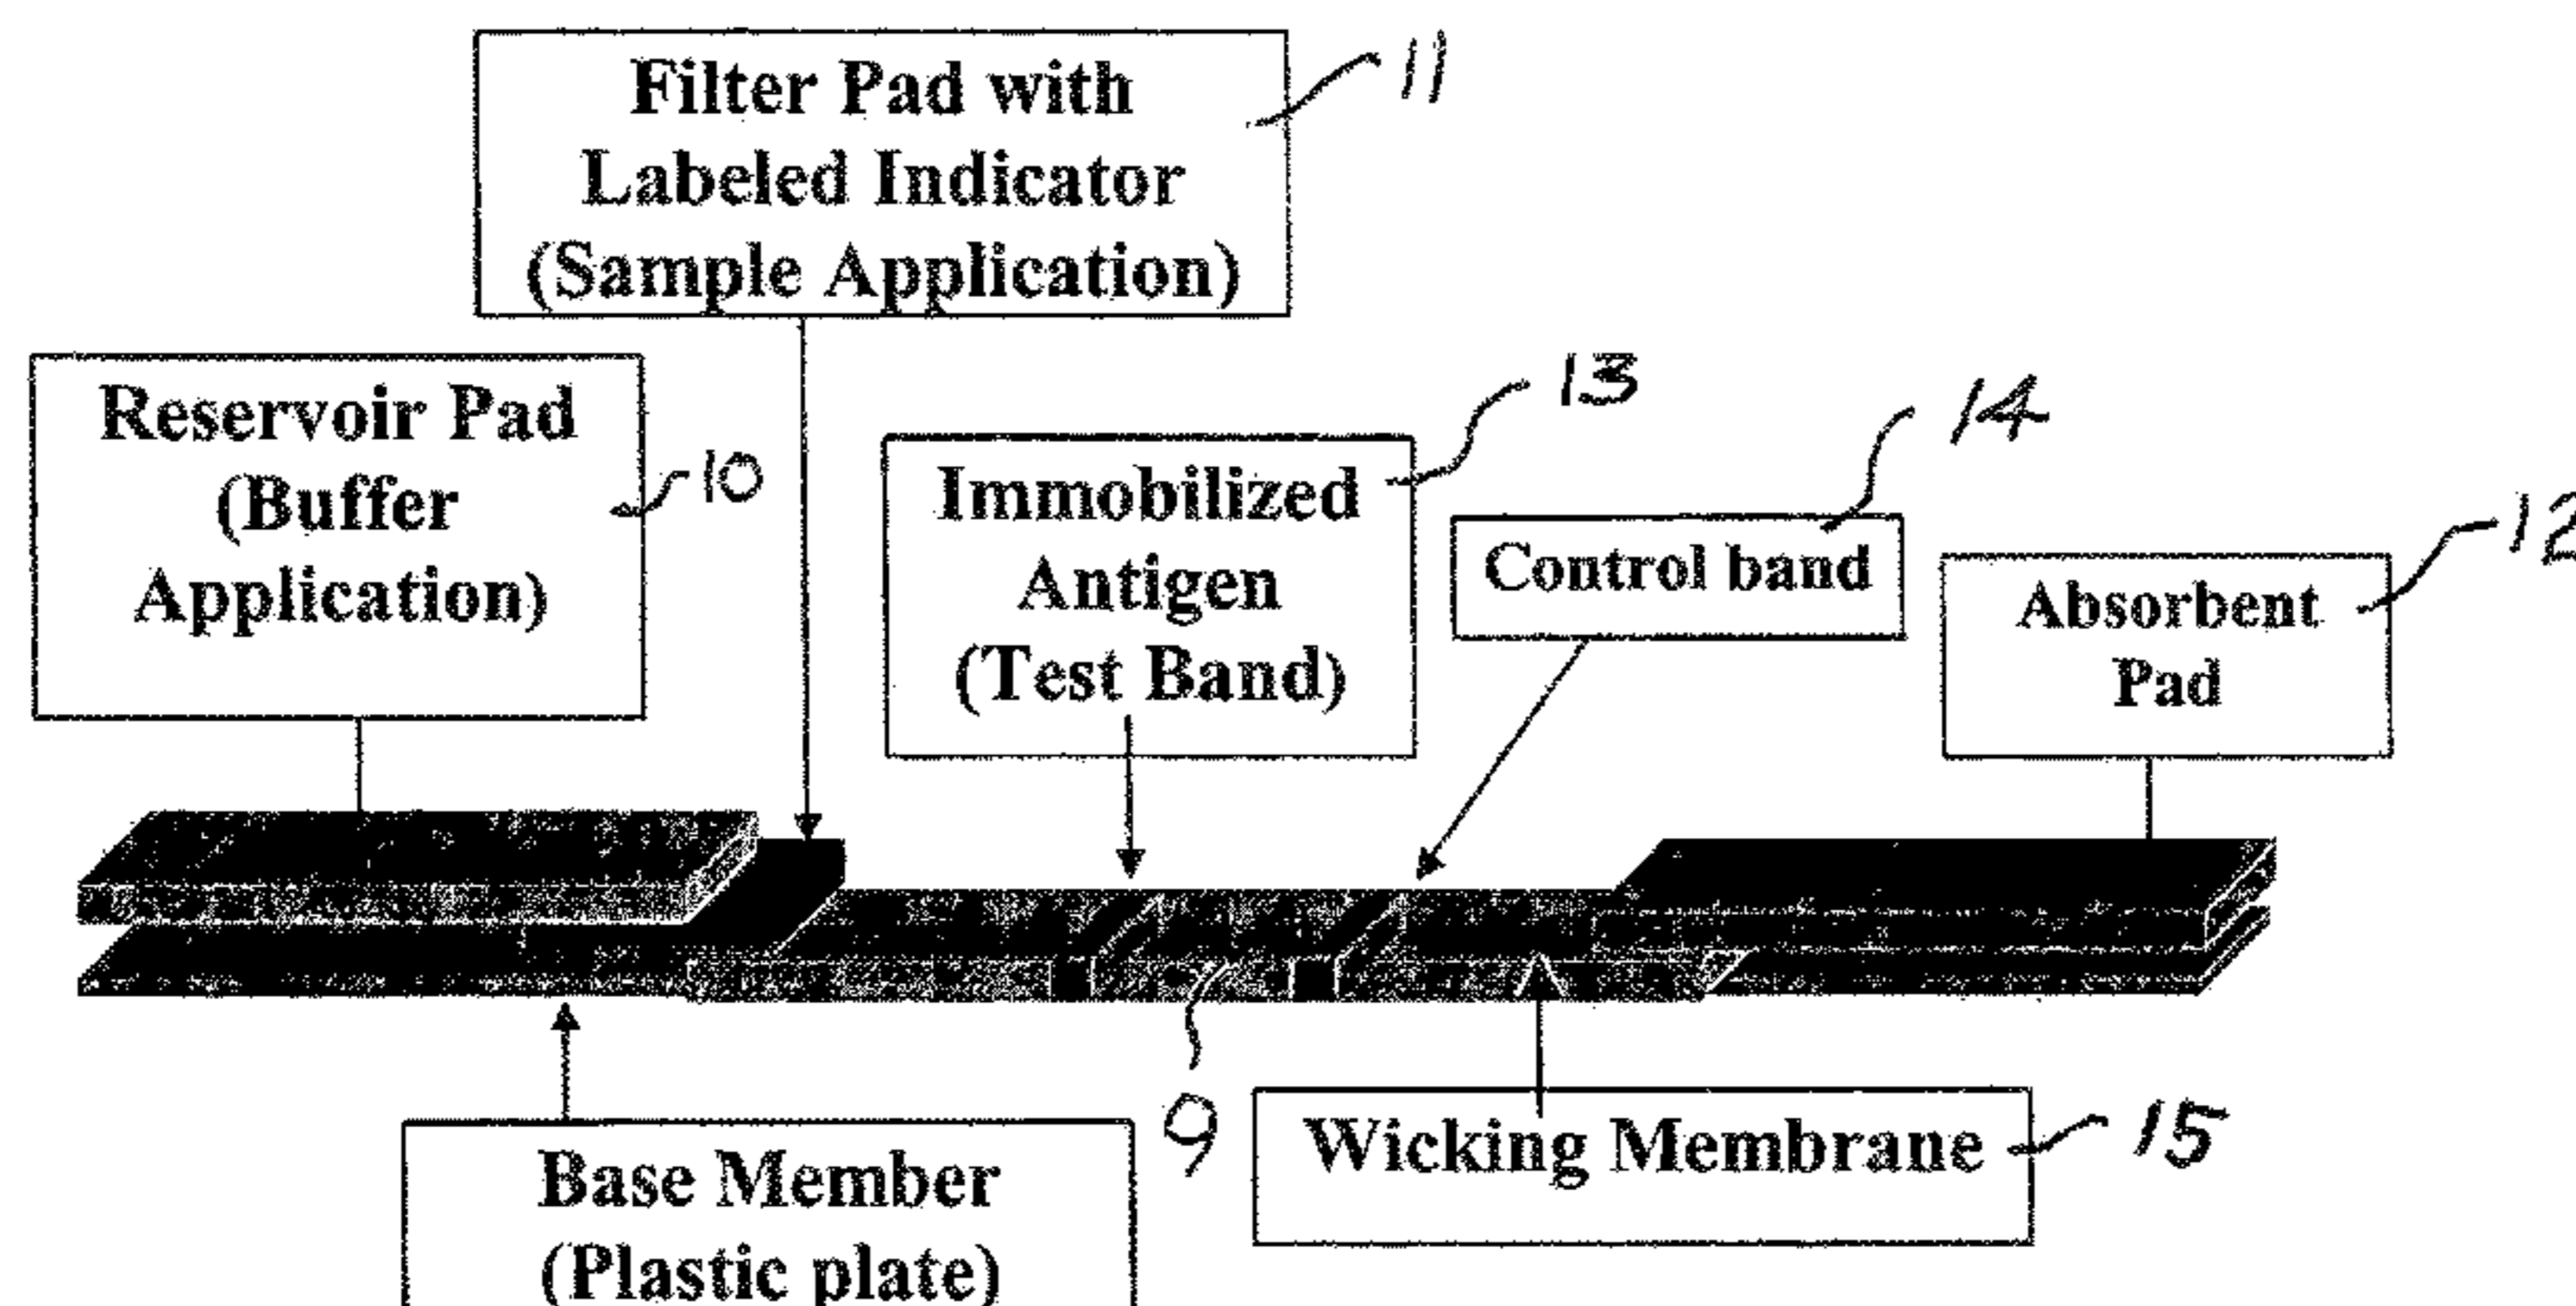 Filter Pad with
Labeled Indicator
(Sample Application)
11
Reservoir Pad
(Buffer
Application)
10
Immobilized
Antigen
(Test Band)
13
Control band
14
Absorbent
Pad
12
9
Base Member
(Plastic plate)
Wicking Membrane
15